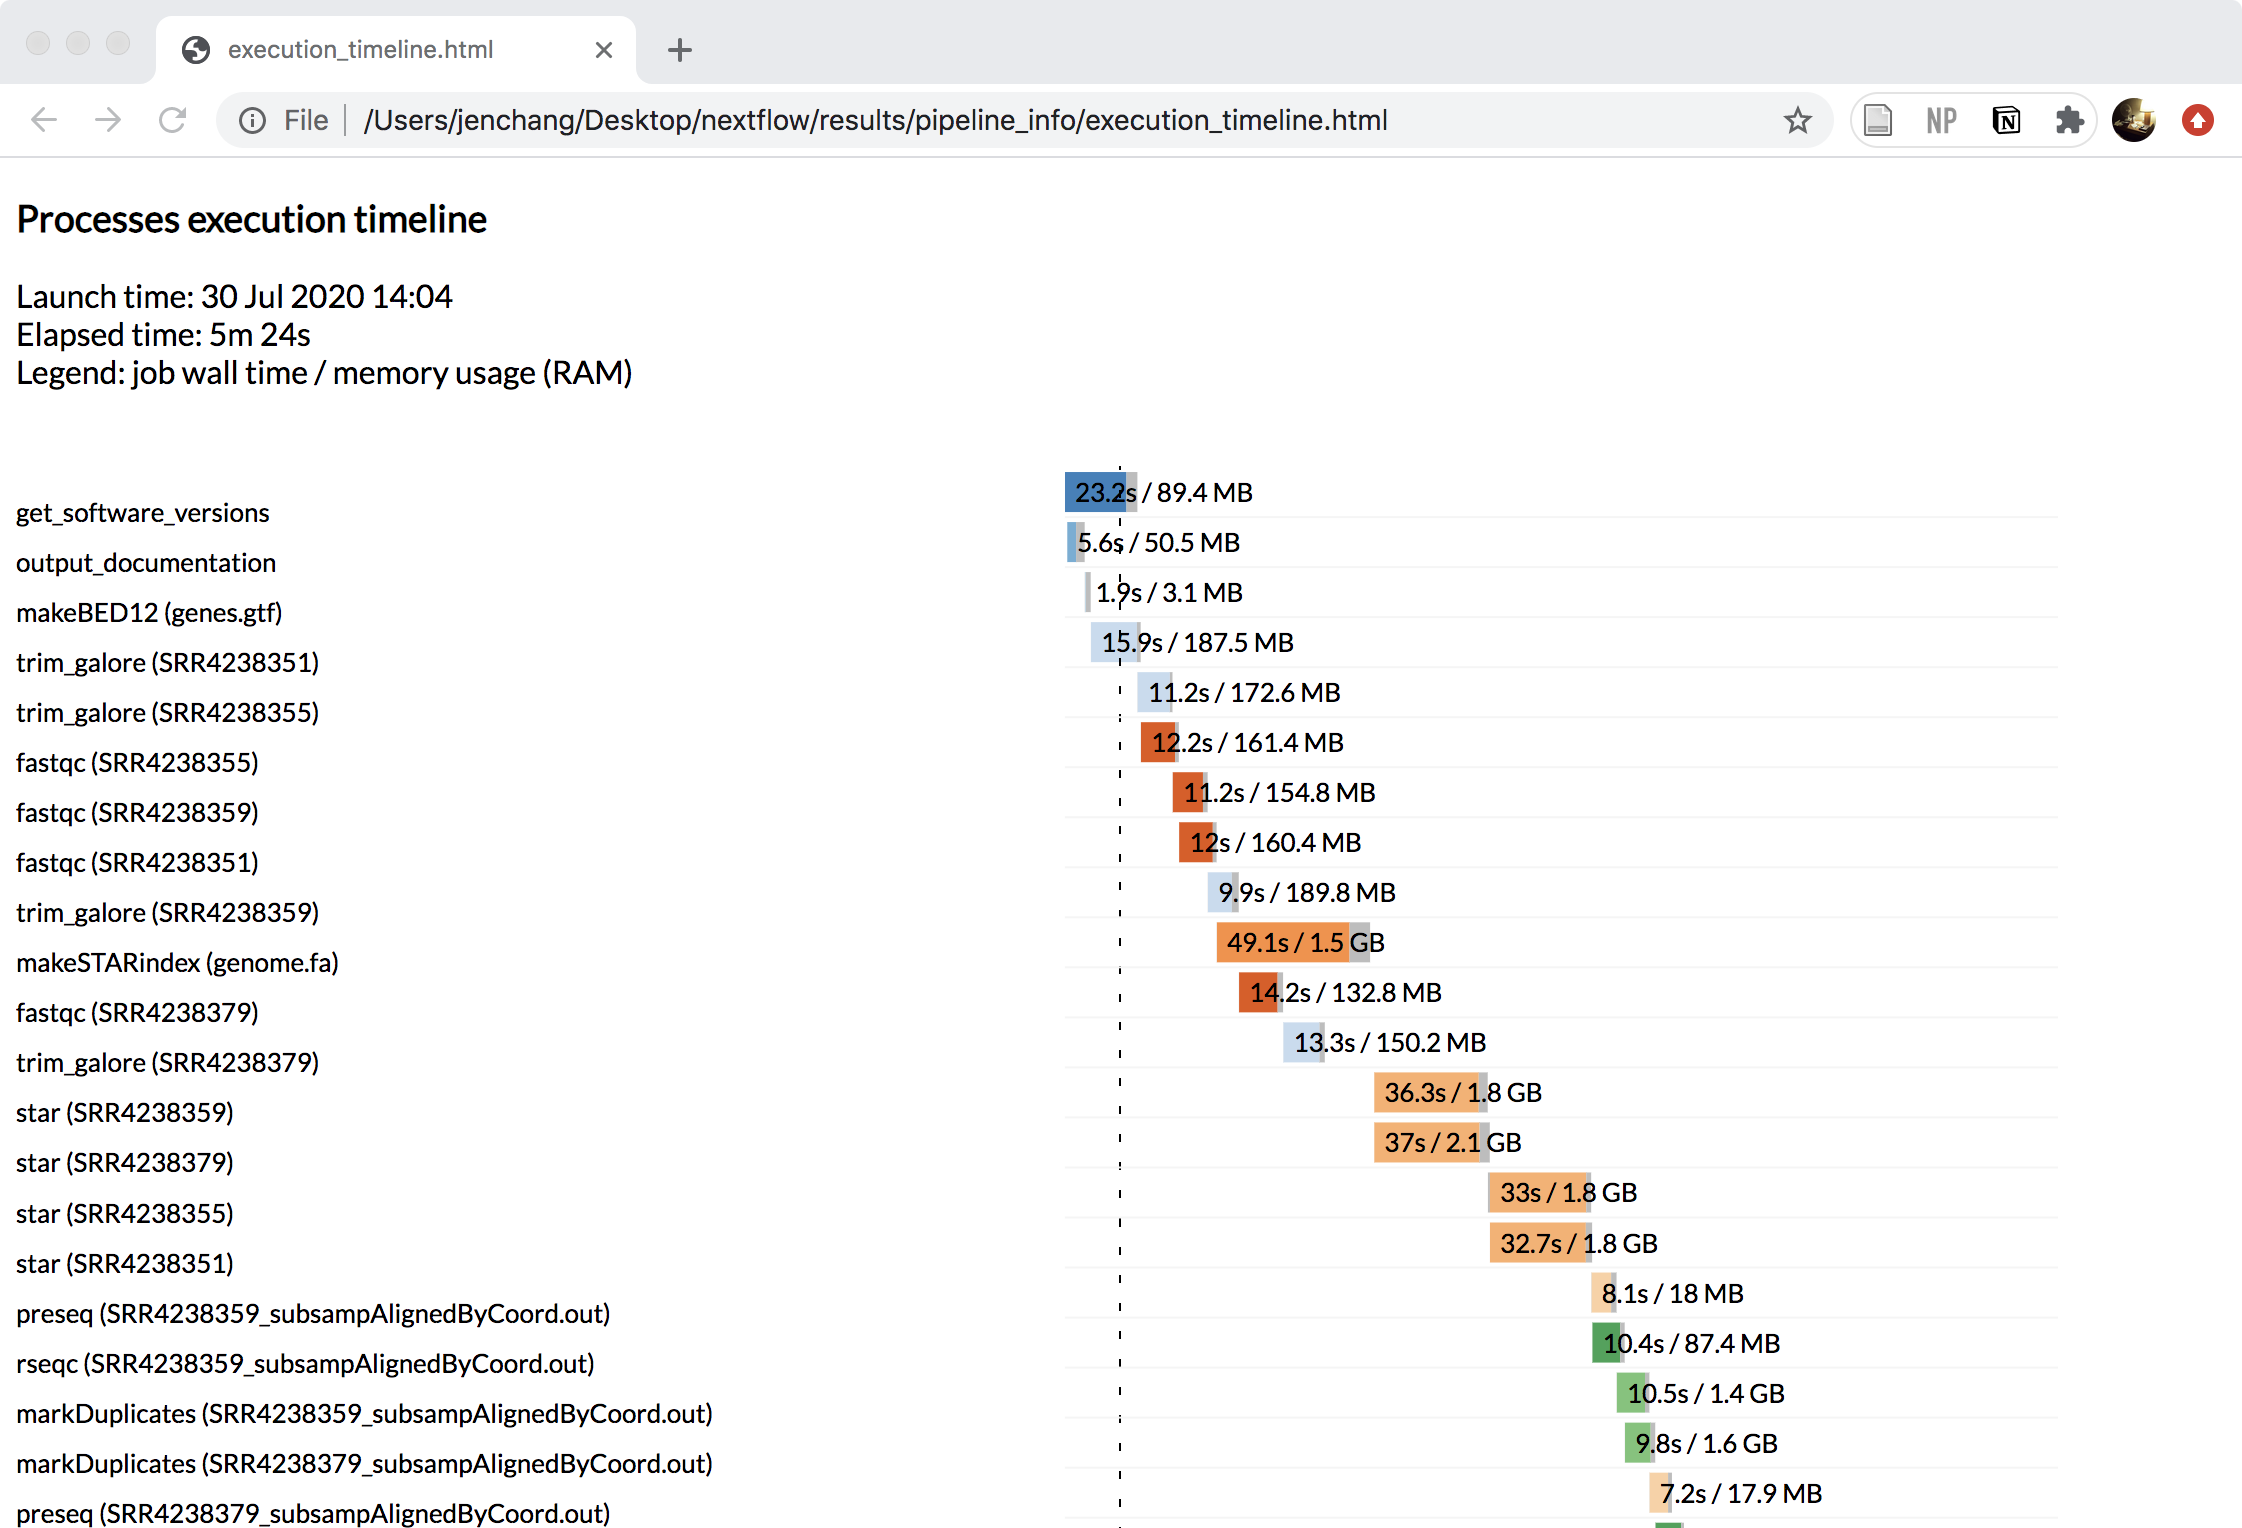 execution_timeline.html
File /Users/jenchang/Desktop/nextflow/results/pipeline_info/execution_timeline.html NP N
Processes execution timeline
Launch time: 30 Jul 2020 14:04
Elapsed time: 5m 24s
Legend: job wall time / memory usage (RAM)
get_software_versions 23.2s / 89.4 MB
output_documentation 5.6s / 50.5 MB
makeBED12 (genes.gtf) 1.9s / 3.1 MB
trim_galore (SRR4238351) 15.9s / 187.5 MB
trim_galore (SRR4238355) 11.2s / 172.6 MB
fastqc (SRR4238355) 12.2s / 161.4 MB
fastqc (SRR4238359) 11.2s / 154.8 MB
fastqc (SRR4238351) 12s / 160.4 MB
trim_galore (SRR4238359) 9.9s / 189.8 MB
makeSTARindex (genome.fa) 49.1s / 1.5 GB
fastqc (SRR4238379) 14.2s / 132.8 MB
trim_galore (SRR4238379) 13.3s / 150.2 MB
star (SRR4238359) 36.3s / 1.8 GB
star (SRR4238379) 37s / 2.1 GB
star (SRR4238355) 33s / 1.8 GB
star (SRR4238351) 32.7s / 1.8 GB
preseq (SRR4238359_subsampAlignedByCoord.out) 8.1s / 18 MB
rseqc (SRR4238359_subsampAlignedByCoord.out) 10.4s / 87.4 MB
markDuplicates (SRR4238359_subsampAlignedByCoord.out) 10.5s / 1.4 GB
markDuplicates (SRR4238379_subsampAlignedByCoord.out) 9.8s / 1.6 GB
preseq (SRR4238379_subsampAlignedByCoord.out) 7.2s / 17.9 MB